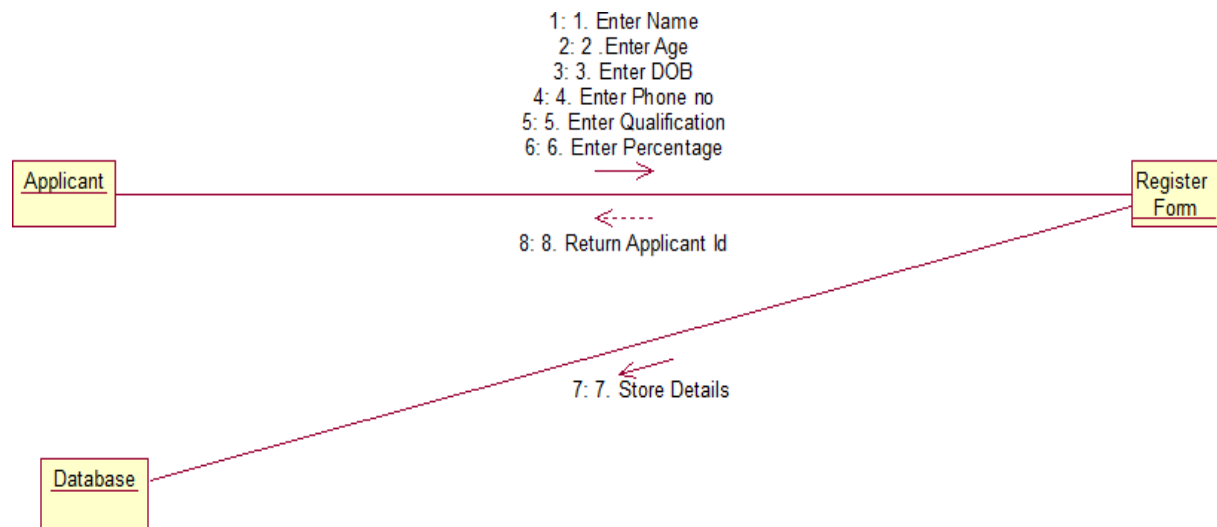 1: 1. Enter Name
2: 2 .Enter Age
3: 3. Enter DOB
4: 4. Enter Phone no
5: 5. Enter Qualification
6: 6. Enter Percentage
Applicant
Register
Form
8: 8. Return Applicant Id
7: 7. Store Details
Database